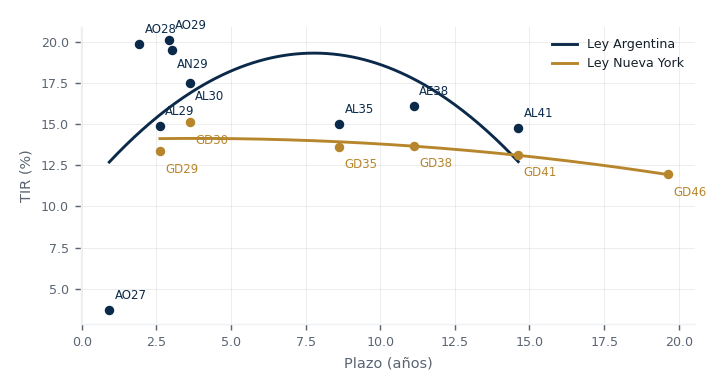 AO28
AO29
AN29
AL30
AL29
GD30
GD29
AO27
AL35
GD35
AE38
GD38
AL41
GD41
GD46
Ley Argentina
Ley Nueva York
TIR (%)
20.0
17.5
15.0
12.5
10.0
7.5
5.0
0.0 2.5 5.0 7.5 10.0 12.5 15.0 17.5 20.0
Plazo (años)